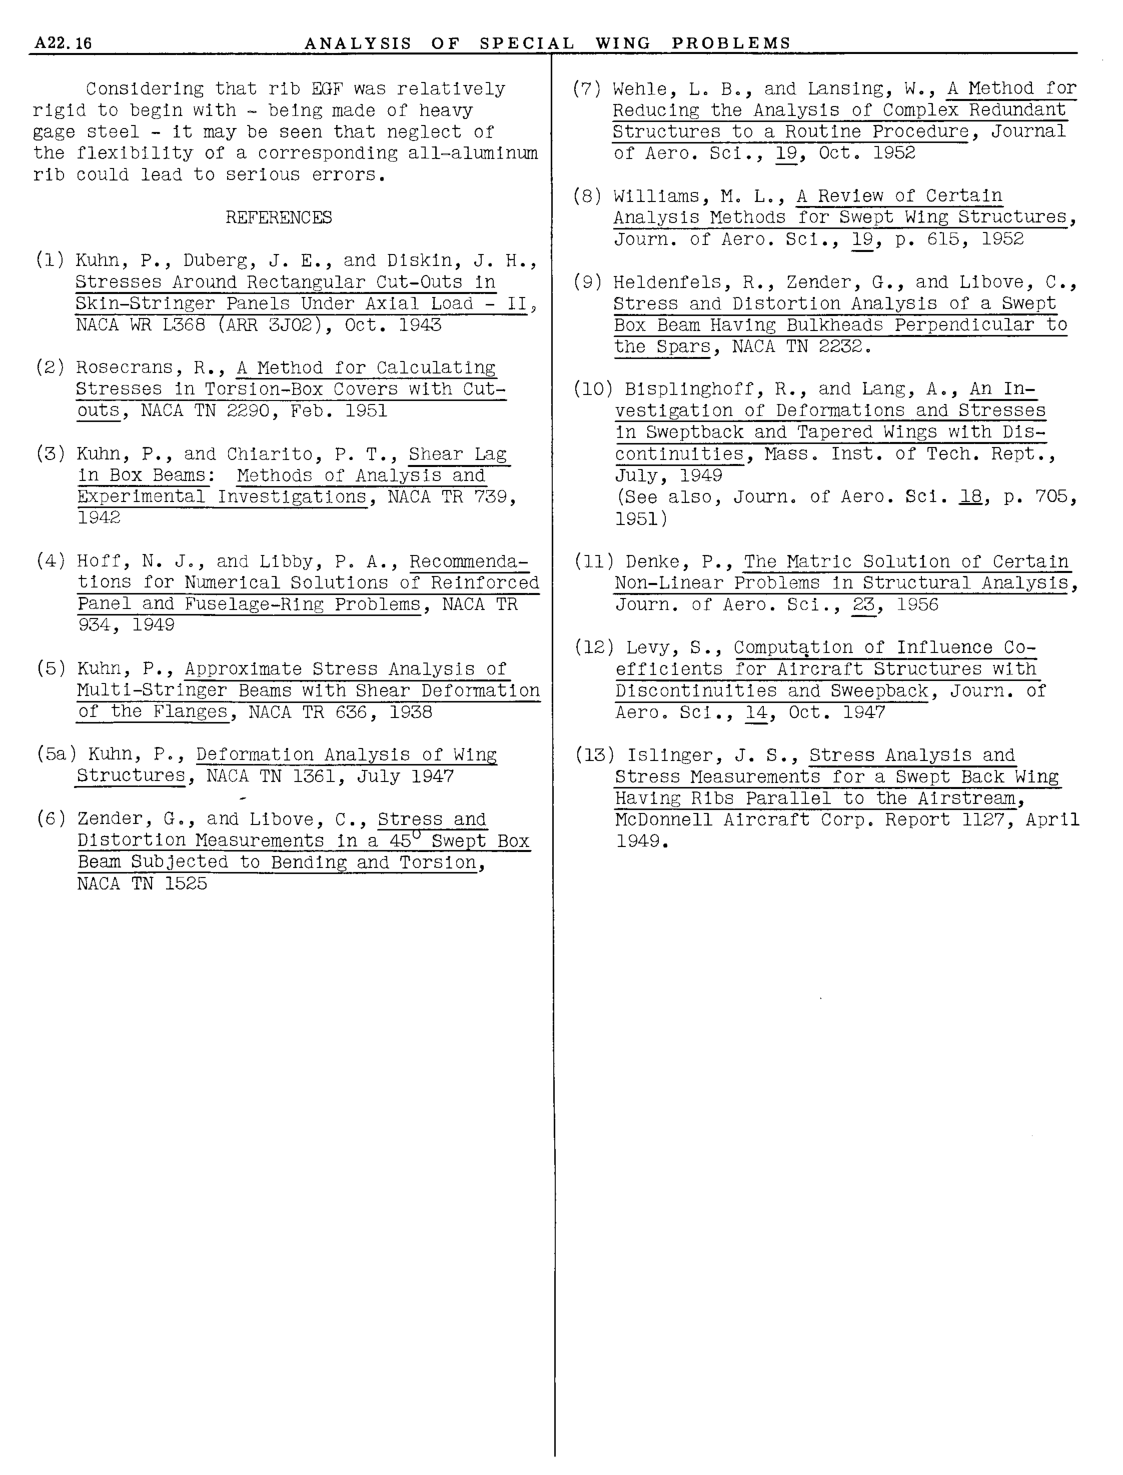 A22.16
ANALYSIS OF SPECIAL WING PROBLEMS
Considering that rib EGF was relatively
rigid to begin with - being made of heavy
gage steel - it may be seen that neglect of
the flexibility of a corresponding all-aluminum
rib could lead to serious errors.
REFERENCES
(1) Kuhn, P., Duberg, J. E., and Diskin, J. H.,
Stresses Around Rectangular Cut-Outs in
Skin-Stringer Panels Under Axial Load - II,
NACA WR L368 (ARR 3J02), Oct. 1943
(2) Rosecrans, R., A Method for Calculating
Stresses in Torsion-Box Covers with Cut-
outs, NACA TN 2290, Feb. 1951
(3) Kuhn, P., and Chiarito, P. T., Shear Lag
in Box Beams: Methods of Analysis and
Experimental Investigations, NACA TR 739,
1942
(4) Hoff, N. J., and Libby, P. A., Recommenda-
tions for Numerical Solutions of Reinforced
Panel and Fuselage-Ring Problems, NACA TR
934, 1949
(5) Kuhn, P., Approximate Stress Analysis of
Multi-Stringer Beams with Shear Deformation
of the Flanges, NACA TR 636, 1938
(5a) Kuhn, P., Deformation Analysis of Wing
Structures, NACA TN 1361, July 1947
(6) Zender, G., and Libove, C., Stress and
Distortion Measurements in a 45° Swept Box
Beam Subjected to Bending and Torsion,
NACA TN 1525
(7) Wehle, L. B., and Lansing, W., A Method for
Reducing the Analysis of Complex Redundant
Structures to a Routine Procedure, Journal
of Aero. Sci., 19, Oct. 1952
(8) Williams, M. L., A Review of Certain
Analysis Methods for Swept Wing Structures,
Journ. of Aero. Sci., 19, p. 615, 1952
(9) Heldenfels, R., Zender, G., and Libove, C.,
Stress and Distortion Analysis of a Swept
Box Beam Having Bulkheads Perpendicular to
the Spars, NACA TN 2232.
(10) Bisplinghoff, R., and Lang, A., An In-
vestigation of Deformations and Stresses
in Sweptback and Tapered Wings with Dis-
continuities, Mass. Inst. of Tech. Rept.,
July, 1949
(See also, Journ. of Aero. Sci. 18, p. 705,
1951)
(11) Denke, P., The Matric Solution of Certain
Non-Linear Problems in Structural Analysis,
Journ. of Aero. Sci., 23, 1956
(12) Levy, S., Computation of Influence Co-
efficients for Aircraft Structures with
Discontinuities and Sweepback, Journ. of
Aero. Sci., 14, Oct. 1947
(13) Islinger, J. S., Stress Analysis and
Stress Measurements for a Swept Back Wing
Having Ribs Parallel to the Airstream,
McDonnell Aircraft Corp. Report 1127, April
1949.